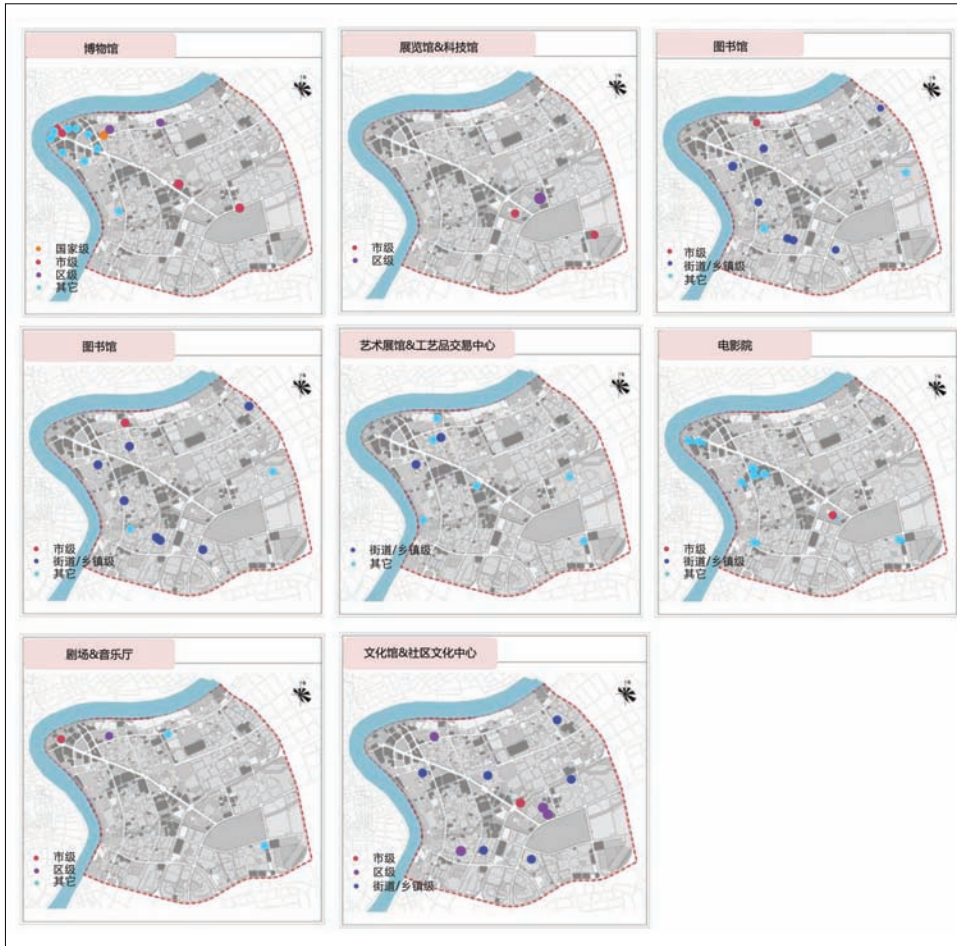 博物馆
国家级
市级
区级
其它
展览馆&科技馆
市级
区级
图书馆
市级
街道/乡镇级
其它
图书馆
市级
街道/乡镇级
其它
艺术展馆&工艺品交易中心
街道/乡镇级
其它
电影院
市级
街道/乡镇级
其它
剧场&音乐厅
市级
区级
其它
文化馆&社区文化中心
市级
区级
街道/乡镇级